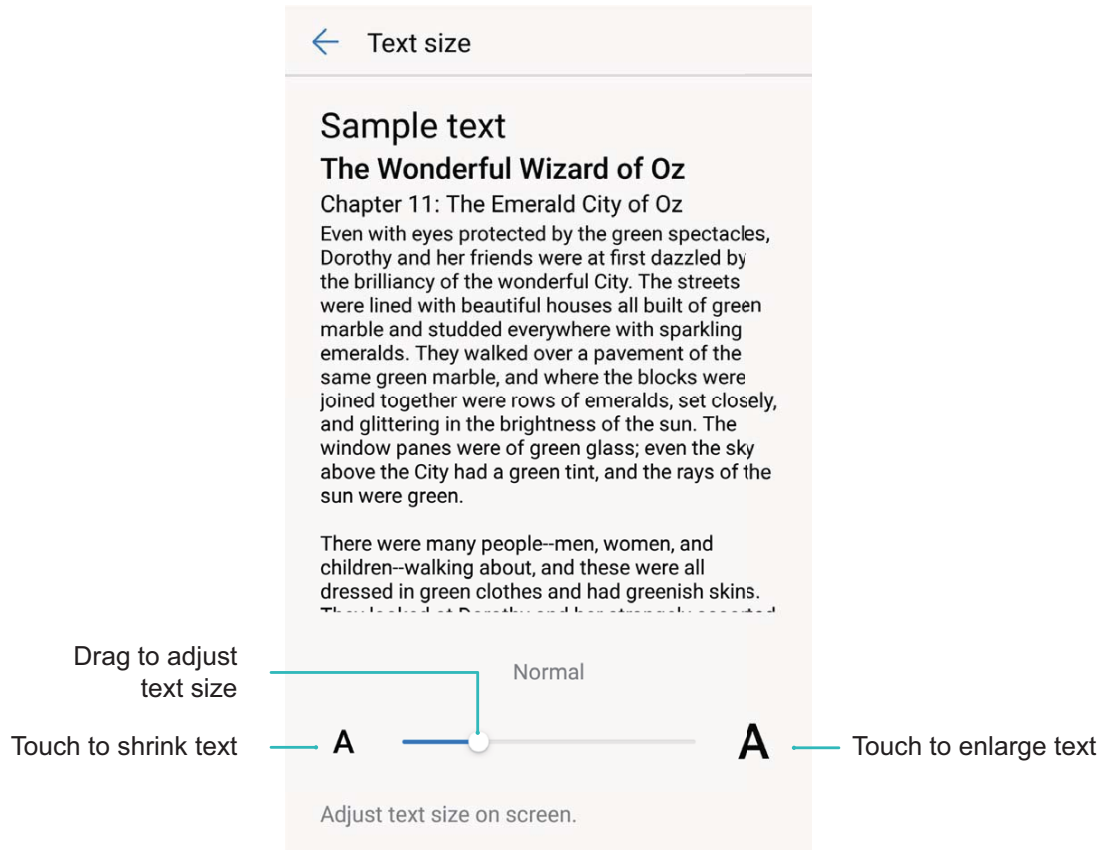 Text size
Sample text
The Wonderful Wizard of Oz
Chapter 11: The Emerald City of Oz
Even with eyes protected by the green spectacles,
Dorothy and her friends were at first dazzled by
the brilliancy of the wonderful City. The streets
were lined with beautiful houses all built of green
marble and studded everywhere with sparkling
emeralds. They walked over a pavement of the
same green marble, and where the blocks were
joined together were rows of emeralds, set closely,
and glittering in the brightness of the sun. The
window panes were of green glass; even the sky
above the City had a green tint, and the rays of the
sun were green.
There were many people--men, women, and
children--walking about, and these were all
dressed in green clothes and had greenish skins.
They looked at Dorothy and her strangely assorted
Drag to adjust
text size
Normal
Touch to shrink text
A
A
Touch to enlarge text
Adjust text size on screen.